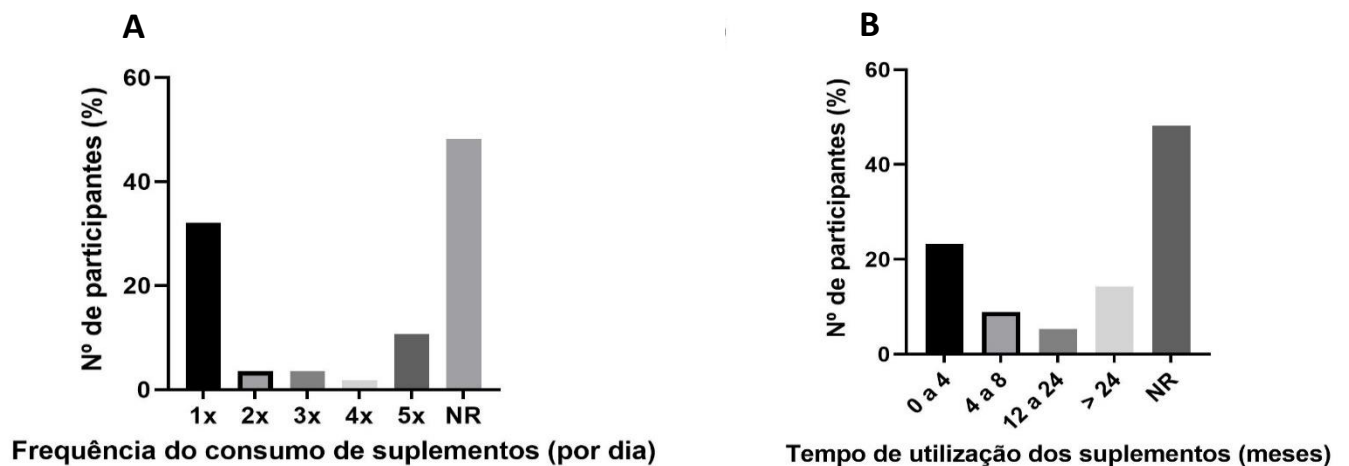 A
Nº de participantes (%)
60
40
20
0
1x 2x 3x 4x 5x NR
Frequência do consumo de suplementos (por dia)
B
Nº de participantes (%)
60
40
20
0
0 a 4 4 a 8 12 a 24 > 24 NR
Tempo de utilização dos suplementos (meses)